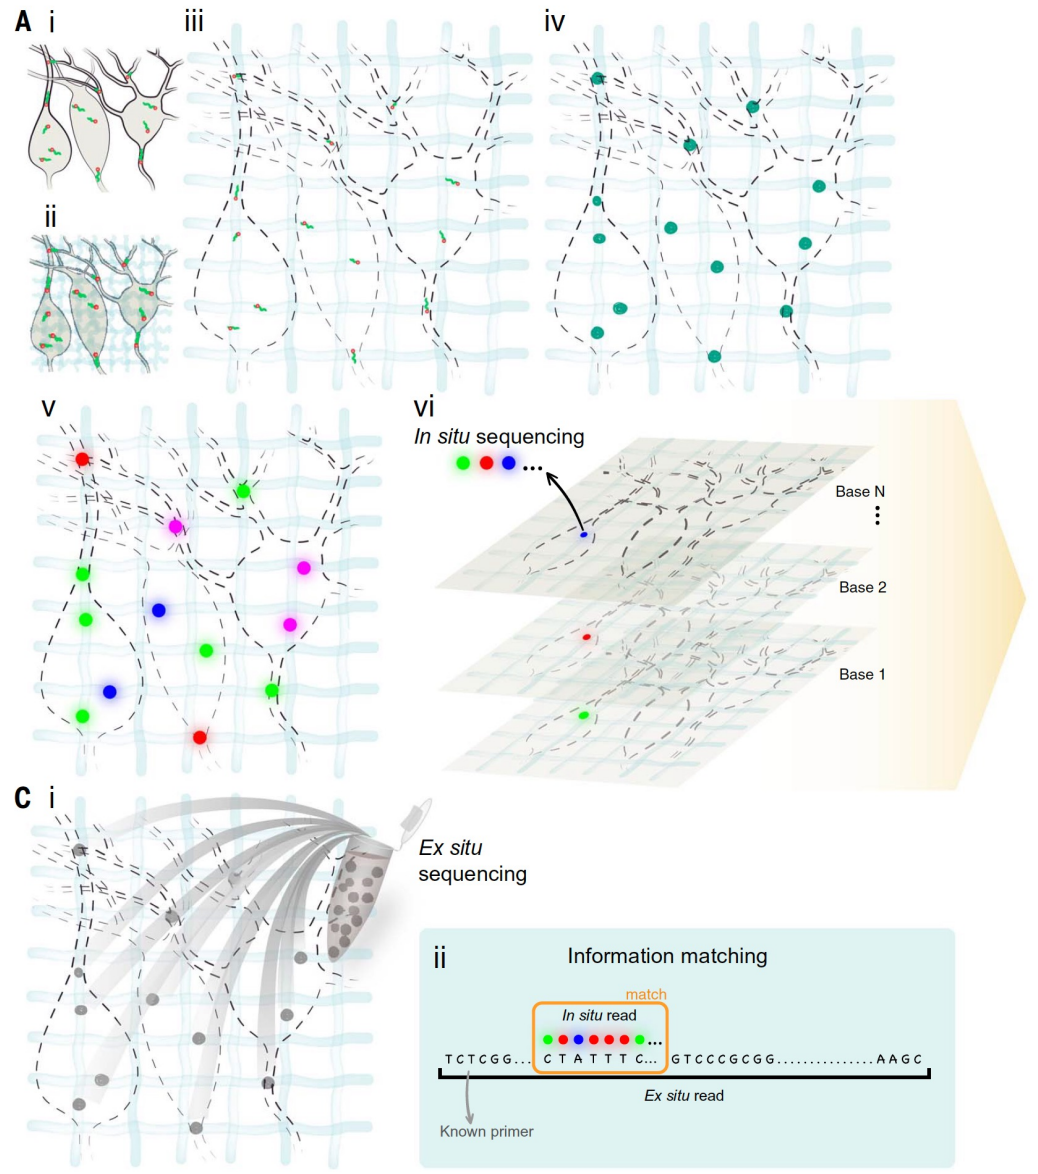 A i
iii
iv
ii
v
vi
In situ sequencing
...
Base N
Base 2
Base 1
C i
Ex situ
sequencing
ii
Information matching
match
In situ read
...
TCTCGG... CTATTTC... GTCCCGCGG...............AAGC
Ex situ read
Known primer